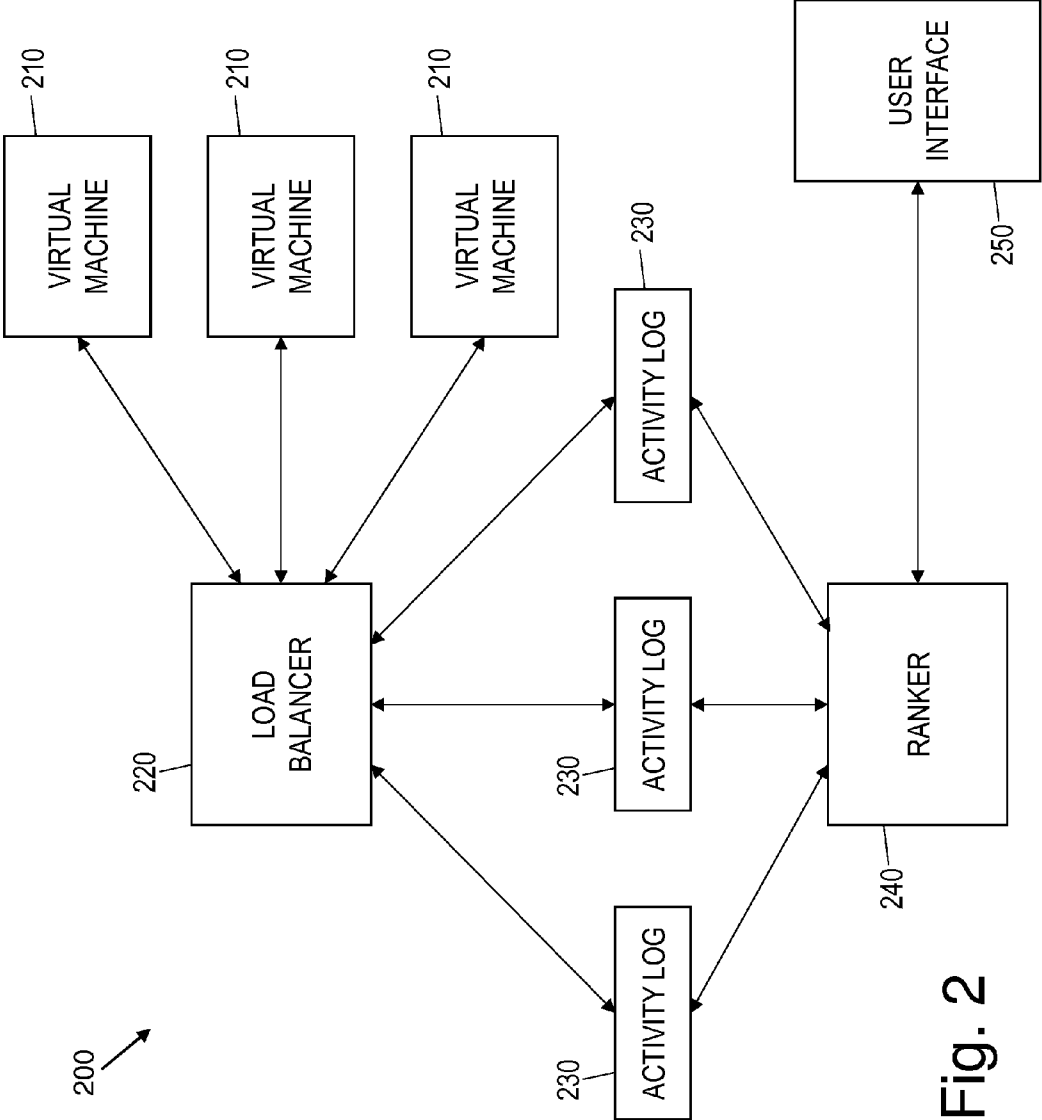 200
220
LOAD
BALANCER
210
VIRTUAL
MACHINE
210
VIRTUAL
MACHINE
210
VIRTUAL
MACHINE
230
ACTIVITY LOG
230
ACTIVITY LOG
230
ACTIVITY LOG
240
RANKER
250
USER
INTERFACE
Fig. 2